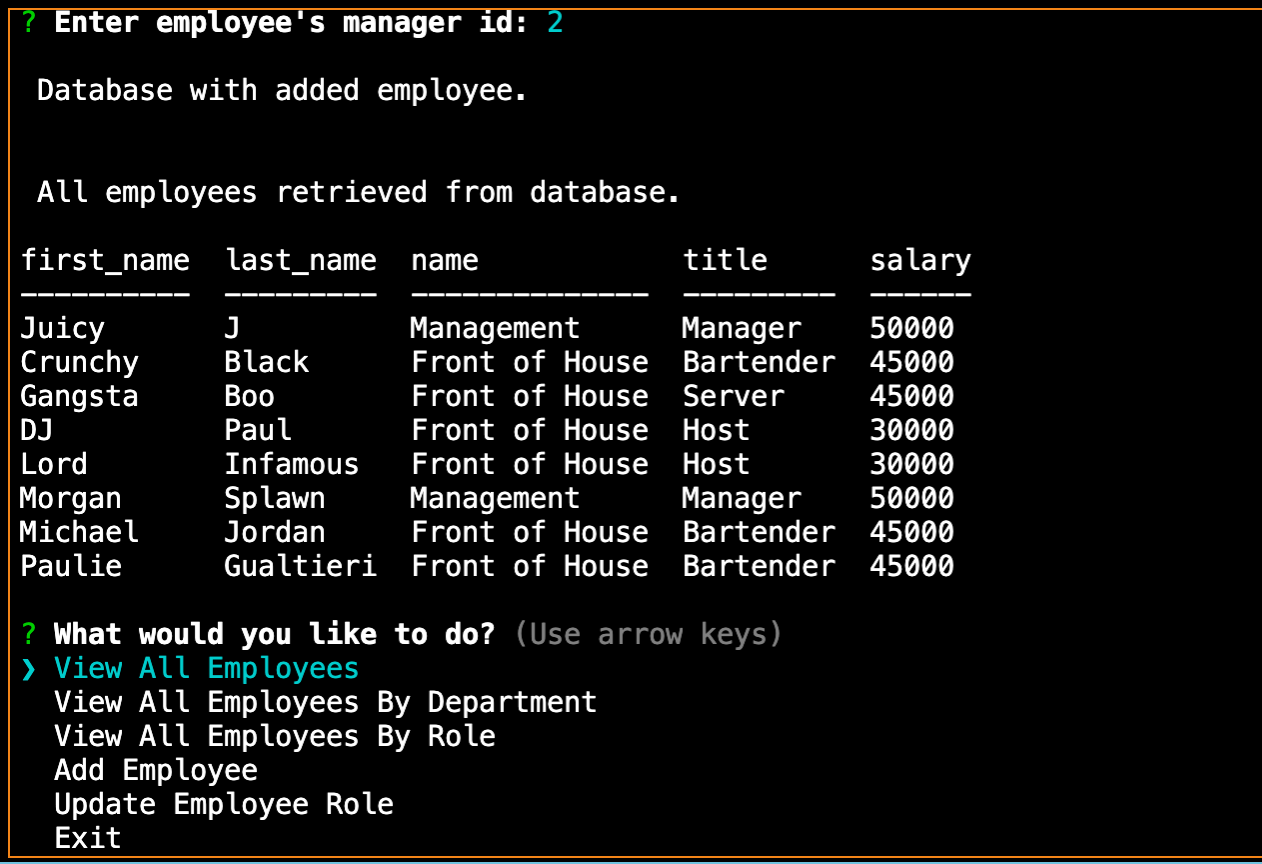 ? Enter employee's manager id: 2
Database with added employee.
All employees retrieved from database.
first_name  last_name  name            title      salary
----------  ---------  --------------  ---------  ------
Juicy       J          Management      Manager    50000
Crunchy     Black      Front of House  Bartender  45000
Gangsta     Boo        Front of House  Server     45000
DJ          Paul       Front of House  Host       30000
Lord        Infamous   Front of House  Host       30000
Morgan      Splawn     Management      Manager    50000
Michael     Jordan     Front of House  Bartender  45000
Paulie      Gualtieri  Front of House  Bartender  45000
? What would you like to do? (Use arrow keys)
❯ View All Employees
View All Employees By Department
View All Employees By Role
Add Employee
Update Employee Role
Exit